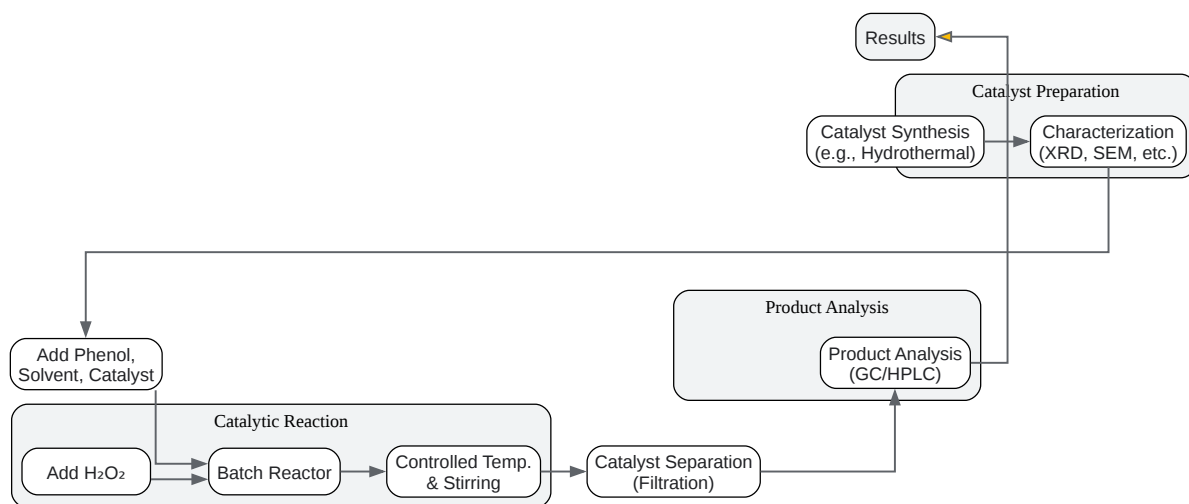 Results
Catalyst Preparation
Catalyst Synthesis
(e.g., Hydrothermal)
Characterization
(XRD, SEM, etc.)
Product Analysis
Add Phenol,
Solvent, Catalyst
Product Analysis
(GC/HPLC)
Catalytic Reaction
Add H₂O₂
Batch Reactor
Controlled Temp.
& Stirring
Catalyst Separation
(Filtration)